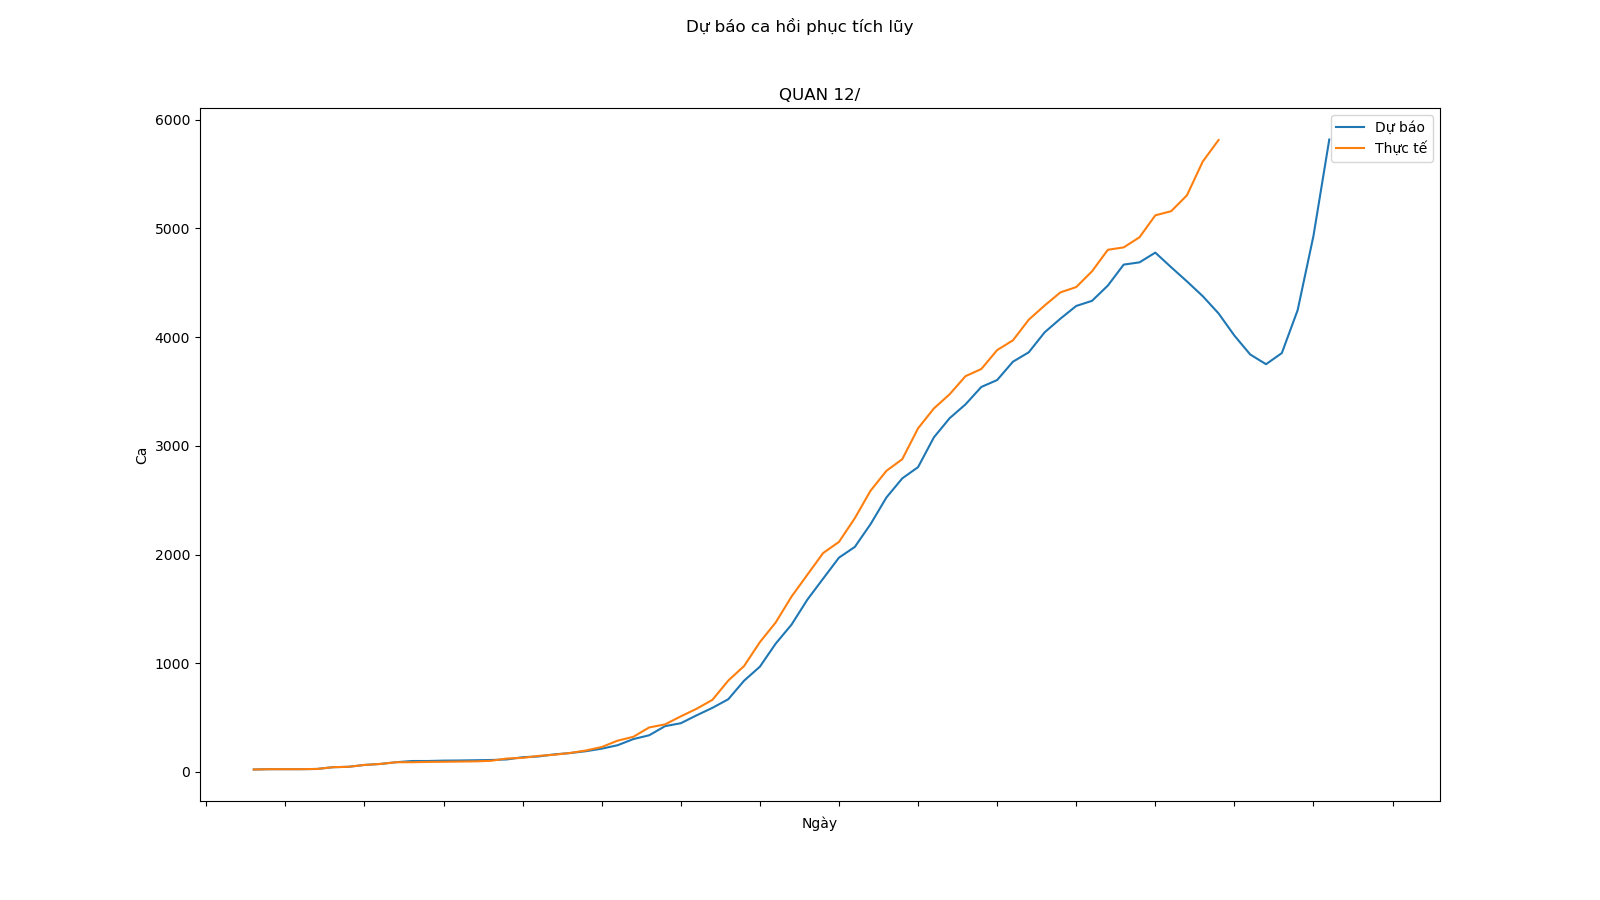 Dự báo ca hồi phục tích lũy
QUAN 12/
6000
5000
4000
3000
2000
1000
0
Ca
Dự báo
Thực tế
Ngày